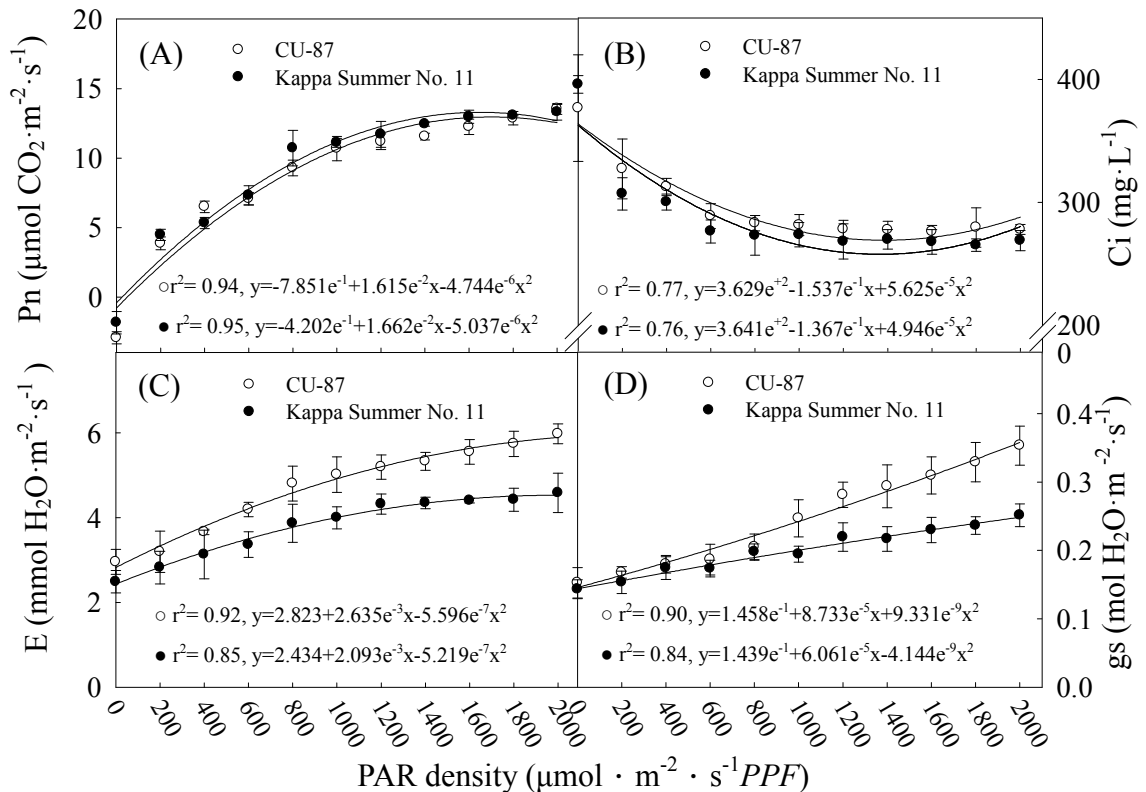 (A)
CU-87
Kappa Summer No. 11
r²= 0.94, y=-7.851e⁻¹+1.615e⁻²x-4.744e⁻⁶x²
r²= 0.95, y=-4.202e⁻¹+1.662e⁻²x-5.037e⁻⁶x²
20
15
10
5
0
Pn (μmol CO₂·m⁻²·s⁻¹)
(B)
CU-87
Kappa Summer No. 11
r²= 0.77, y=3.629e⁺²-1.537e⁻¹x+5.625e⁻⁵x²
r²= 0.76, y=3.641e⁺²-1.367e⁻¹x+4.946e⁻⁵x²
400
300
200
0
Ci (mg·L⁻¹)
(C)
CU-87
Kappa Summer No. 11
r²= 0.92, y=2.823+2.635e⁻³x-5.596e⁻⁷x²
r²= 0.85, y=2.434+2.093e⁻³x-5.219e⁻⁷x²
6
4
2
0
E (mmol H₂O·m⁻²·s⁻¹)
0 200 400 600 800 1000 1200 1400 1600 1800 2000
(D)
CU-87
Kappa Summer No. 11
r²= 0.90, y=1.458e⁻¹+8.733e⁻⁵x+9.331e⁻⁹x²
r²= 0.84, y=1.439e⁻¹+6.061e⁻⁵x-4.144e⁻⁹x²
0.4
0.3
0.2
0.1
0.0
gs (mol H₂O·m⁻²·s⁻¹)
0 200 400 600 800 1000 1200 1400 1600 1800 2000
PAR density (μmol · m⁻² · s⁻¹PPF)